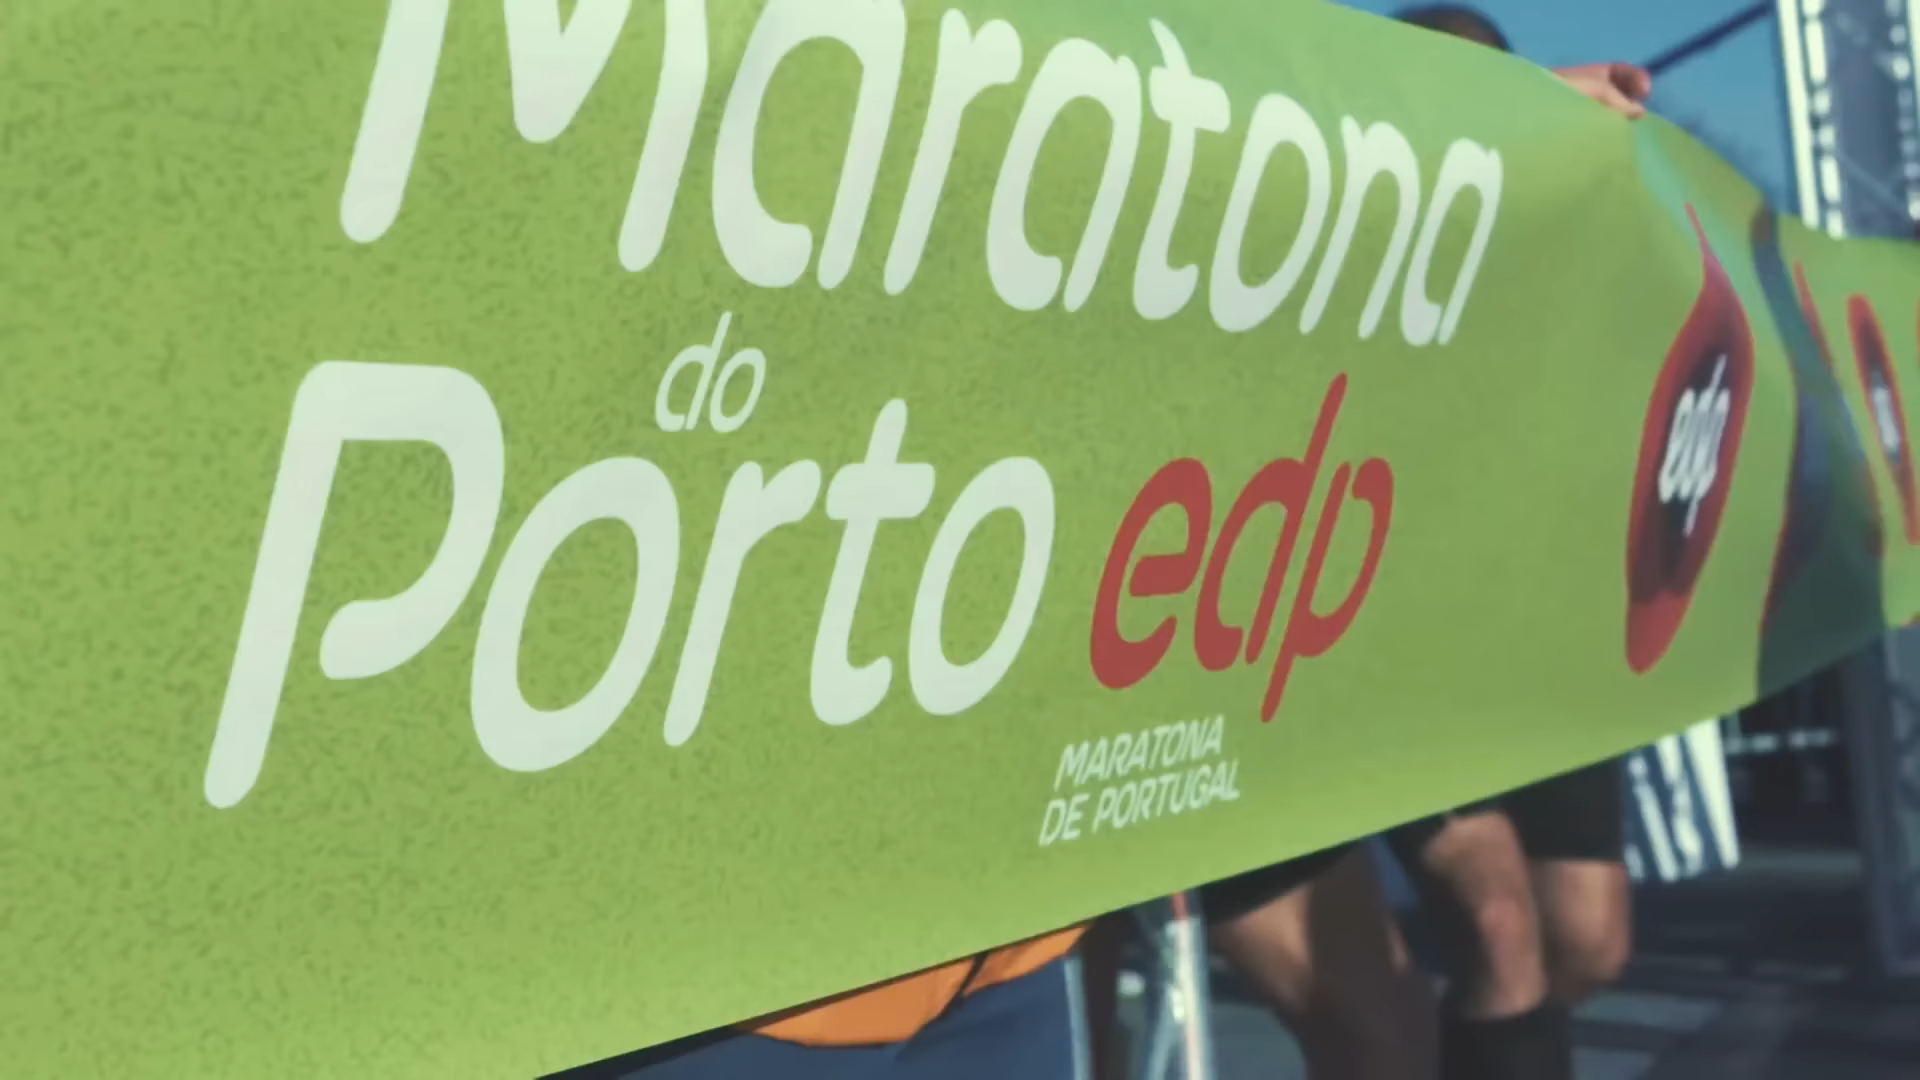 Maratona
do
Porto edp
MARATONA
DE PORTUGAL
edp